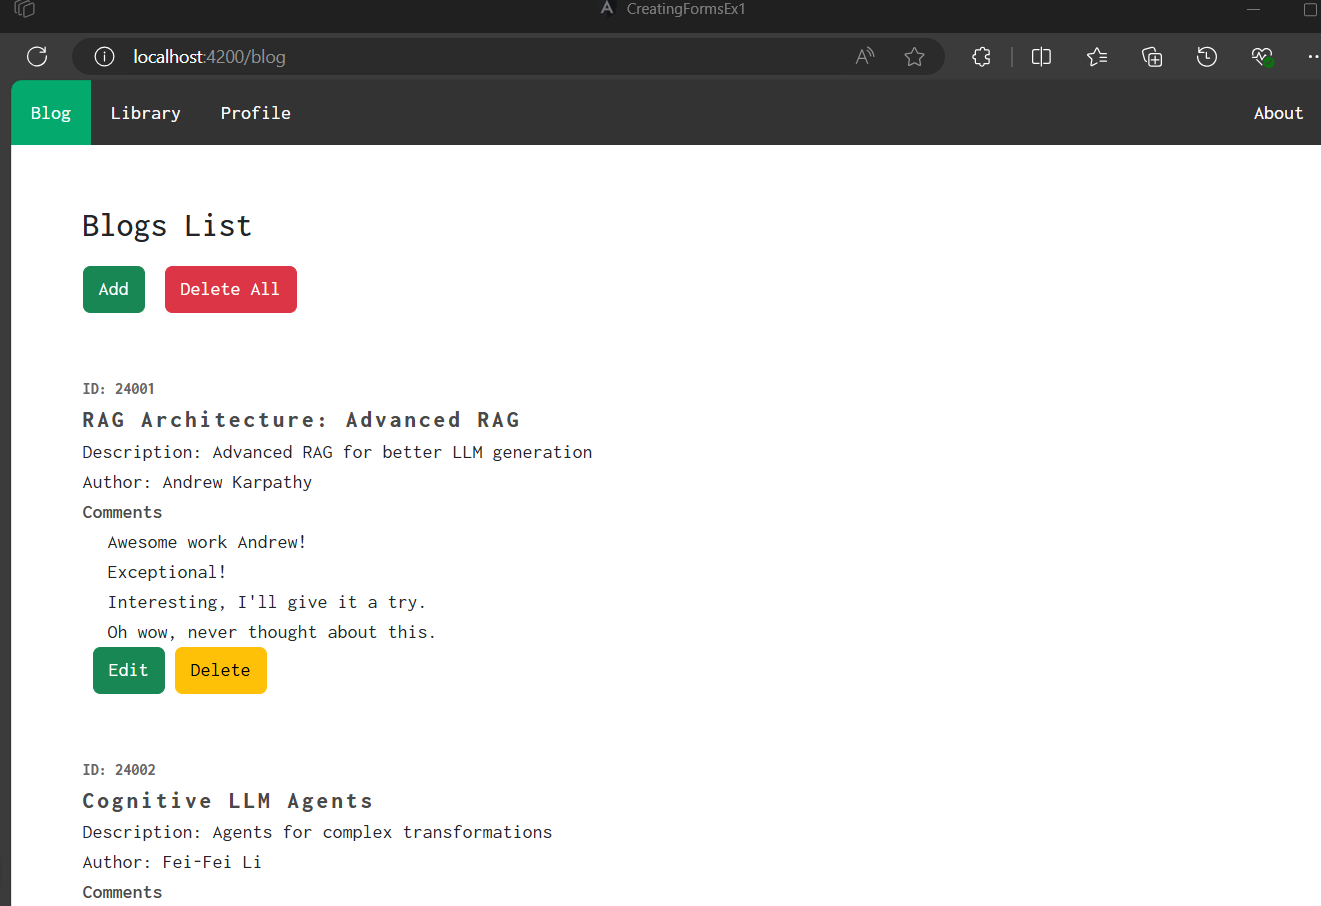 CreatingFormsEx1
localhost:4200/blog
Blog Library Profile About
Blogs List
Add Delete All
ID: 24001
RAG Architecture: Advanced RAG
Description: Advanced RAG for better LLM generation
Author: Andrew Karpathy
Comments
Awesome work Andrew!
Exceptional!
Interesting, I'll give it a try.
Oh wow, never thought about this.
Edit Delete
ID: 24002
Cognitive LLM Agents
Description: Agents for complex transformations
Author: Fei-Fei Li
Comments